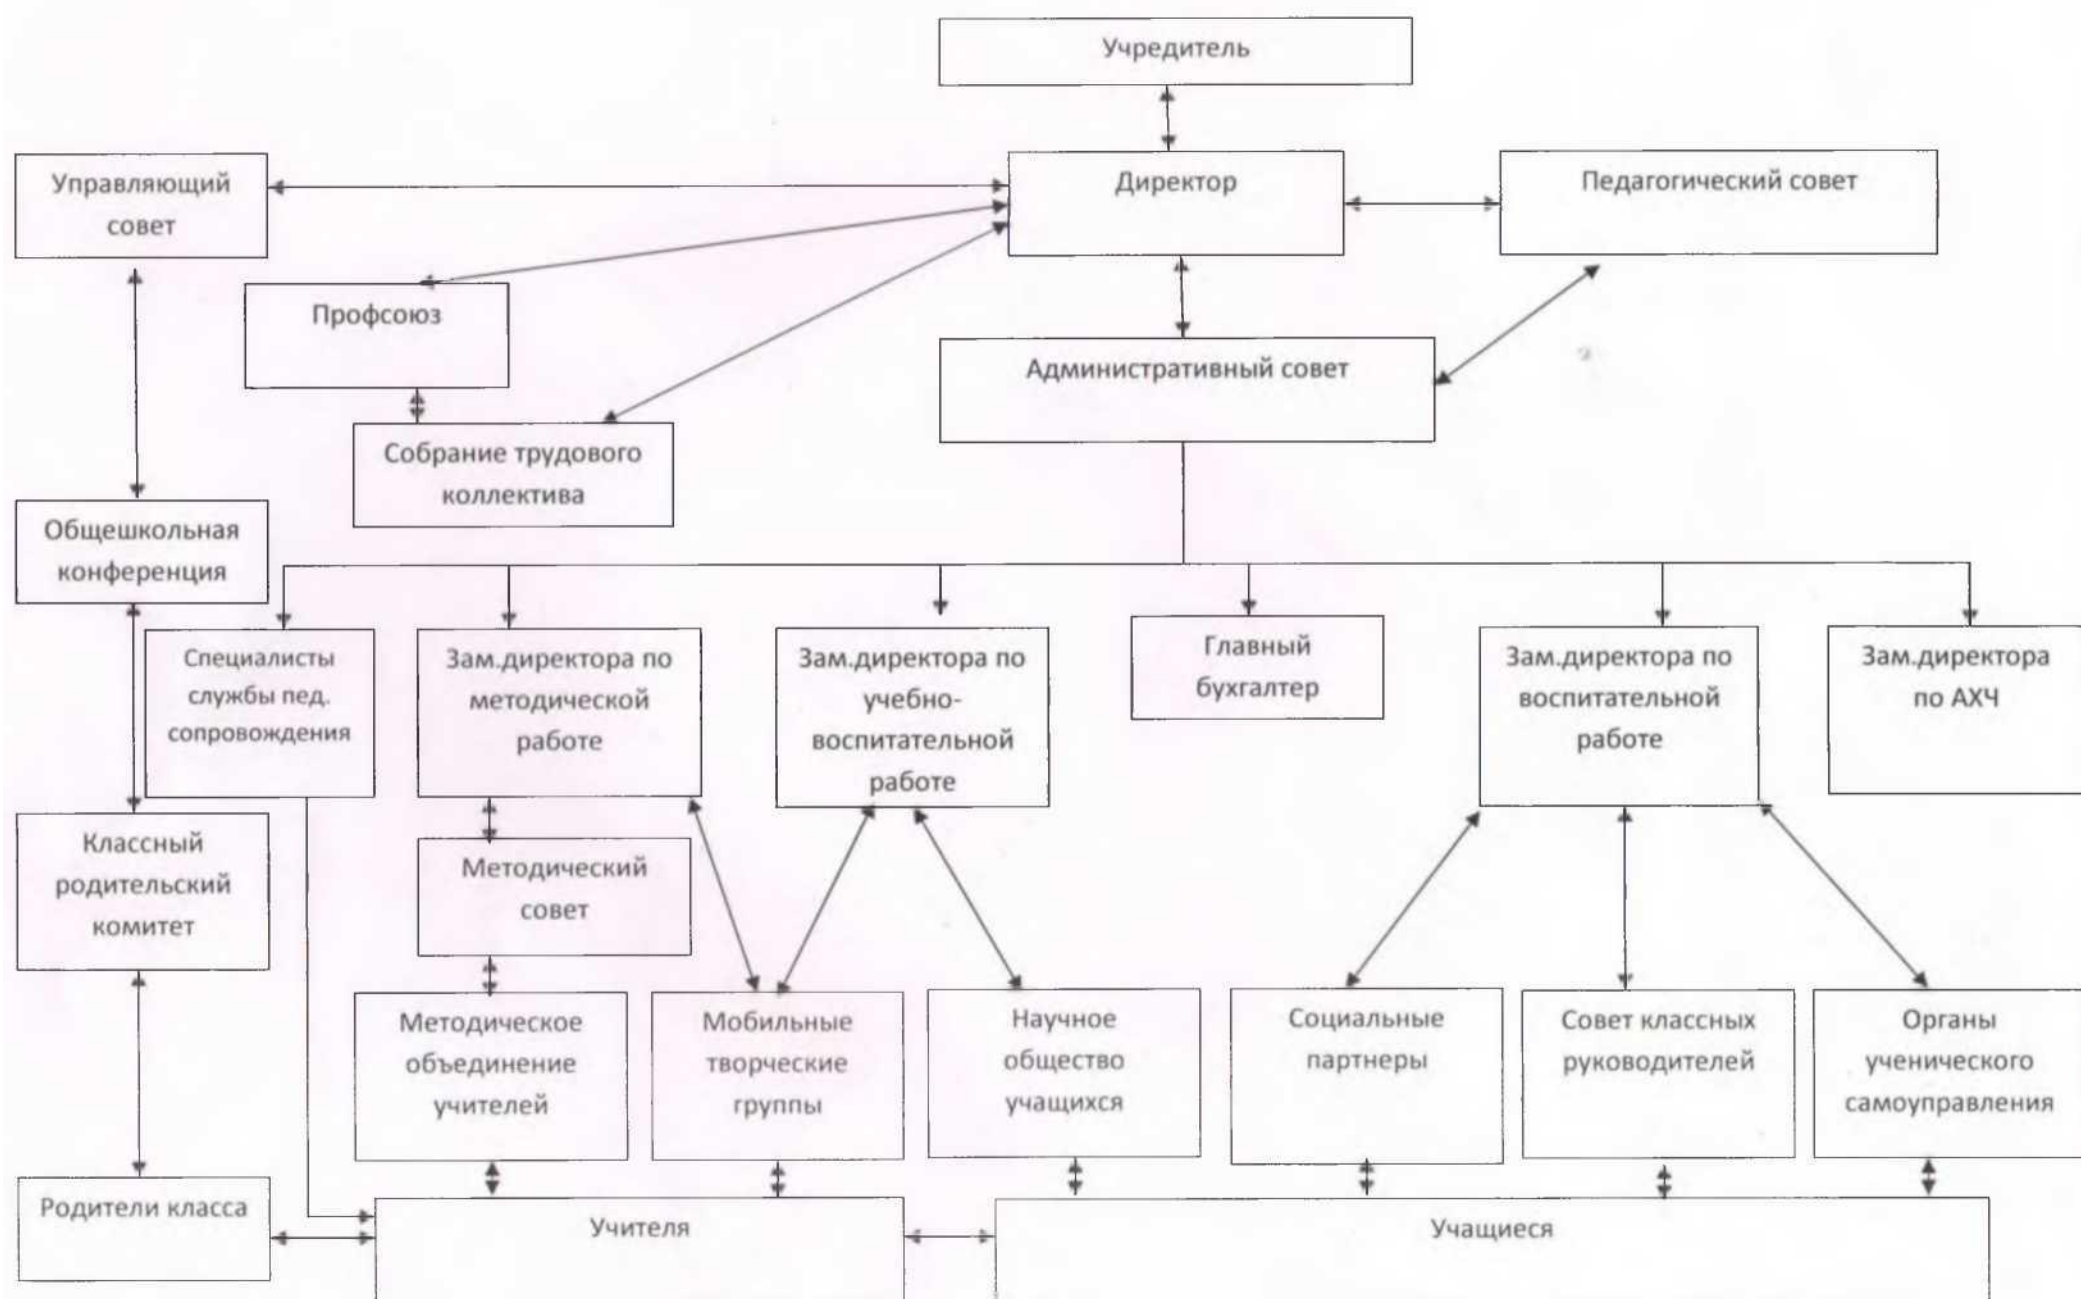 Учредитель
Управляющий
совет
Директор
Педагогический совет
Профсоюз
Административный совет
Собрание трудового
коллектива
Общешкольная
конференция
Специалисты
службы пед.
сопровождения
Зам.директора по
методической
работе
Зам.директора по
учебно-
воспитательной
работе
Главный
бухгалтер
Зам.директора по
воспитательной
работе
Зам.директора
по АХЧ
Классный
родительский
комитет
Методический
совет
Методическое
объединение
учителей
Мобильные
творческие
группы
Научное
общество
учащихся
Социальные
партнеры
Совет классных
руководителей
Органы
ученического
самоуправления
Родители класса
Учителя
Учащиеся